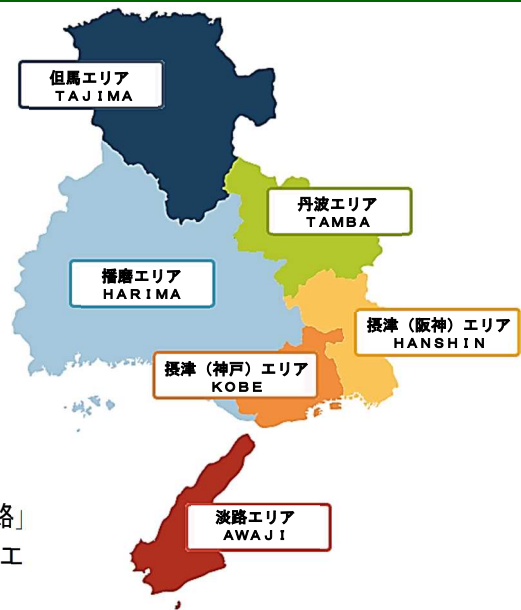 但馬エリア
TAJIMA
丹波エリア
TAMBA
播磨エリア
HARIMA
摂津（阪神）エリア
HANSHIN
摂津（神戸）エリア
KOBE
淡路エリア
AWAJI
路」
エ